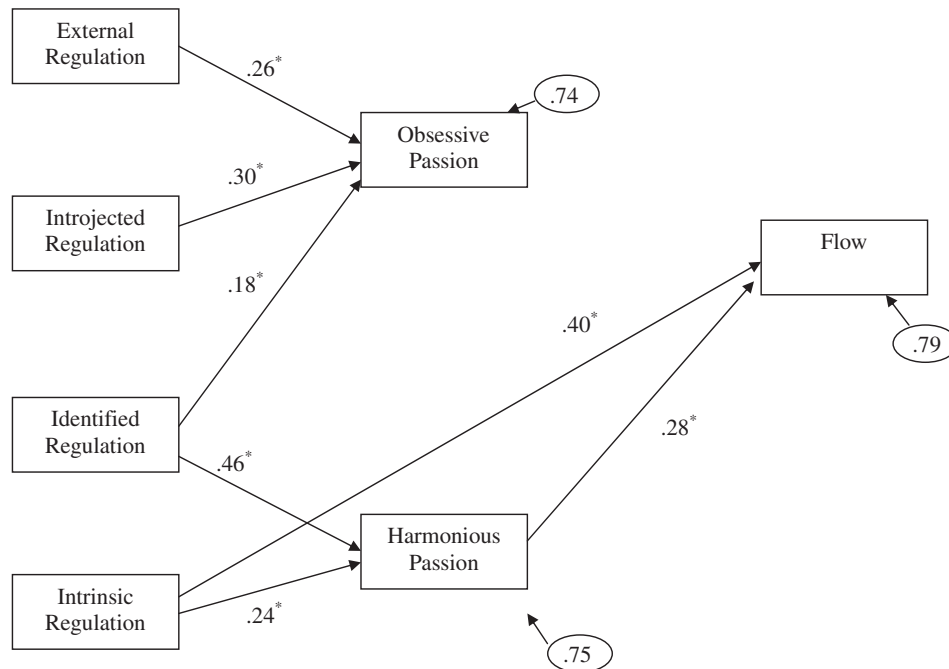 External
Regulation
.26*
.74
Obsessive
Passion
.30*
Introjected
Regulation
Flow
.18*
.40*
.79
Identified
Regulation
.46*
.28*
Harmonious
Passion
Intrinsic
Regulation
.24*
.75